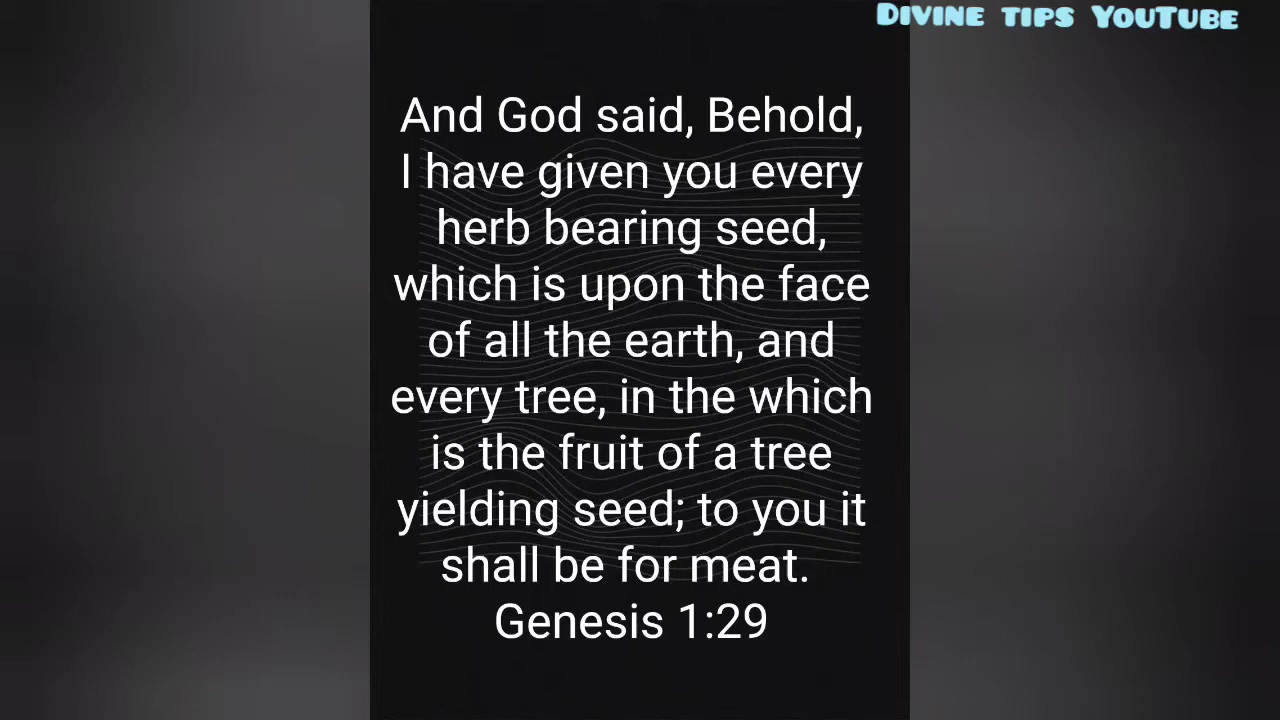 DIVINE TIPS YOUTUBE
And God said, Behold,
I have given you every
herb bearing seed,
which is upon the face
of all the earth, and
every tree, in the which
is the fruit of a tree
yielding seed; to you it
shall be for meat.
Genesis 1:29